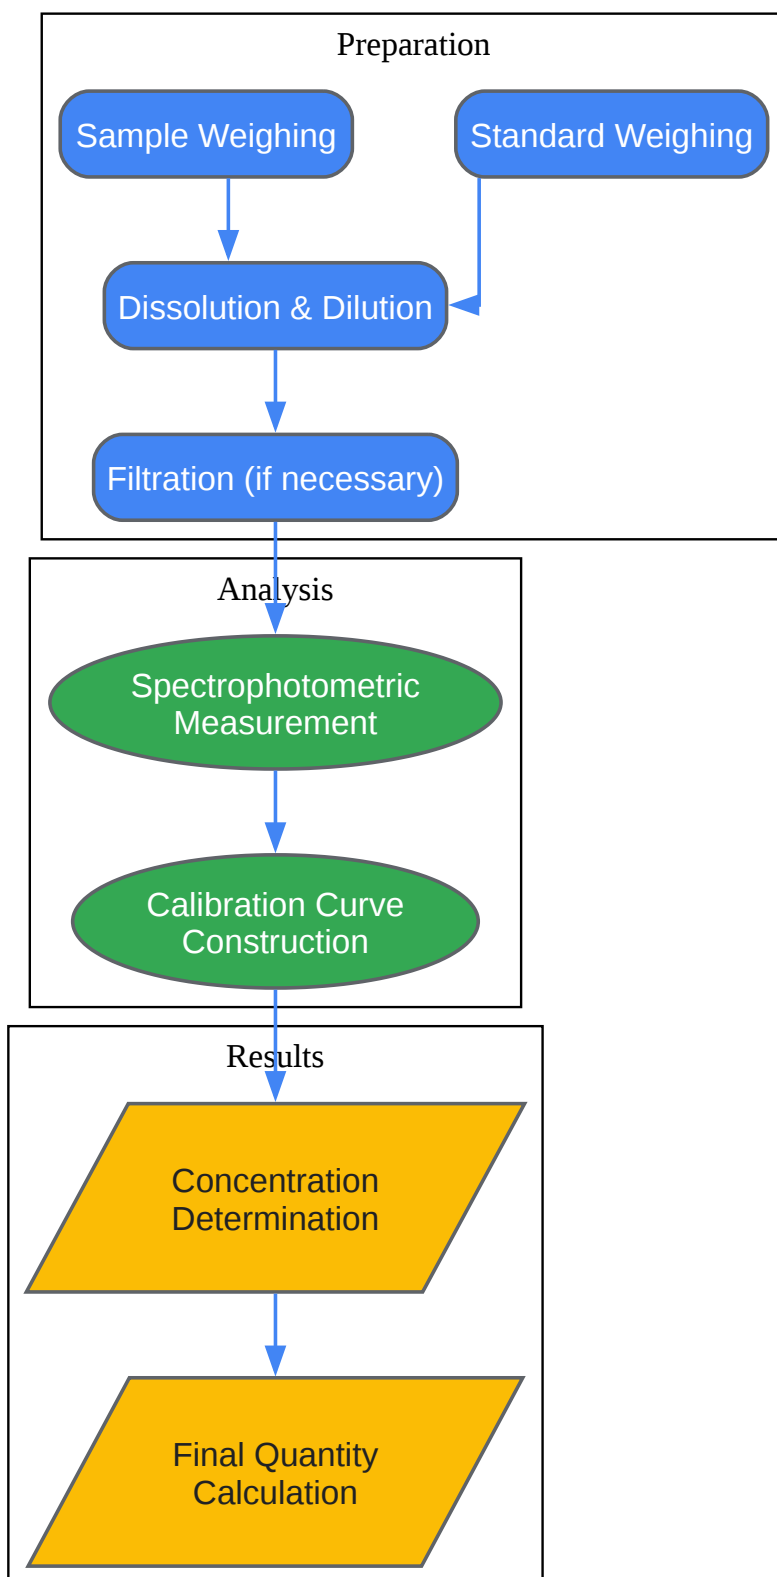 Preparation
Sample Weighing
Standard Weighing
Dissolution & Dilution
Filtration (if necessary)
Analysis
Spectrophotometric
Measurement
Calibration Curve
Construction
Results
Concentration
Determination
Final Quantity
Calculation